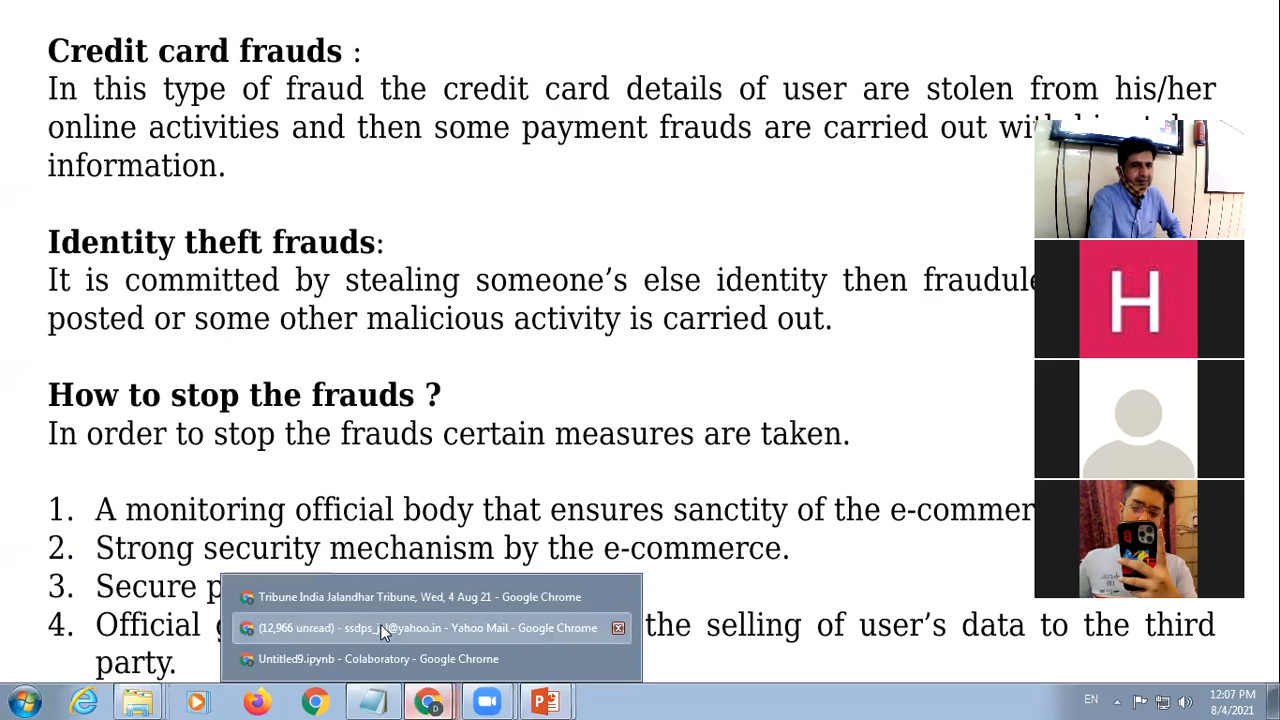 Credit card frauds :
In this type of fraud the credit card details of user are stolen from his/her
online activities and then some payment frauds are carried out
information.
Identity theft frauds:
It is committed by stealing someone’s else identity then
posted or some other malicious activity is carried out.
H
How to stop the frauds ?
In order to stop the frauds certain measures are taken.
1. A monitoring official body that ensures sanctity of the
2. Strong security mechanism by the e-commerce.
3. Secure
Tribune India Jalandhar Tribune, Wed, 4 Aug 21 - Google Chrome
4. Official the selling of user’s data to the third
(12,966 unread) - @yahoo.in - Yahoo Mail - Google Chrome
party.
Untitled9.ipynb - Colaboratory - Google Chrome
D
EN
12:07 PM
8/4/2021